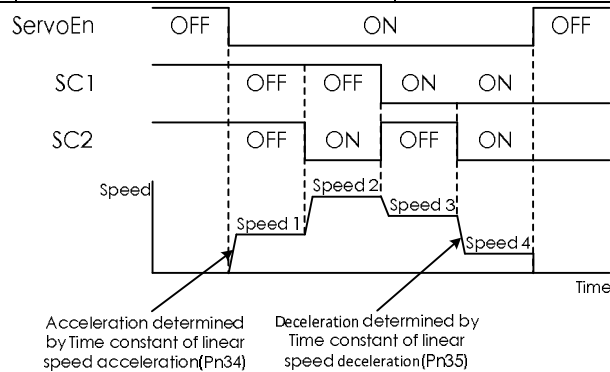 ServoEn OFF ON OFF
SC1 OFF OFF ON ON
SC2 OFF ON OFF ON
Speed
Speed 1
Speed 2
Speed 3
Speed 4
Time
Acceleration determined
by Time constant of linear
speed acceleration(Pn34)
Deceleration determined by
Time constant of linear
speed deceleration(Pn35)